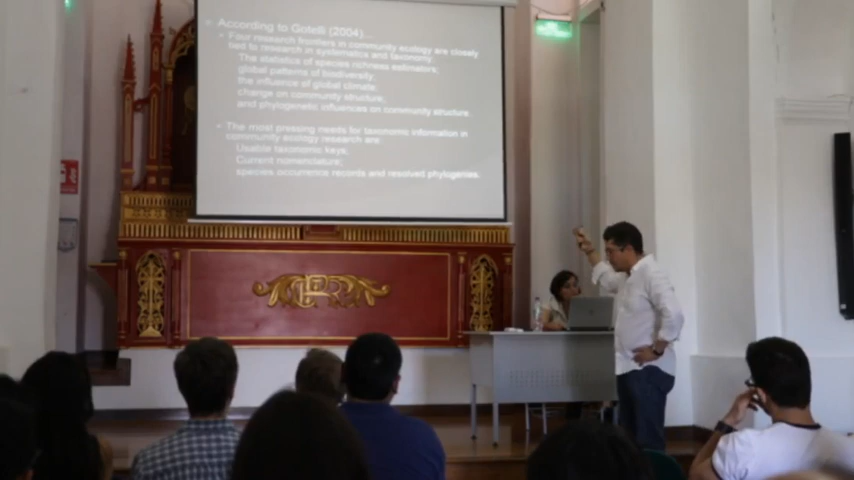 According to Gotelli (2004)...
Four research frontiers in community ecology are closely
tied to research in systematics and taxonomy.
The statistics of species richness estimators;
global patterns of biodiversity;
the influence of global climate;
change on community structure;
and phylogenetic influences on community structure.
The most pressing needs for taxonomic information in
community ecology research are:
Usable taxonomic keys;
Current nomenclature;
species occurrence records and resolved phylogenies.